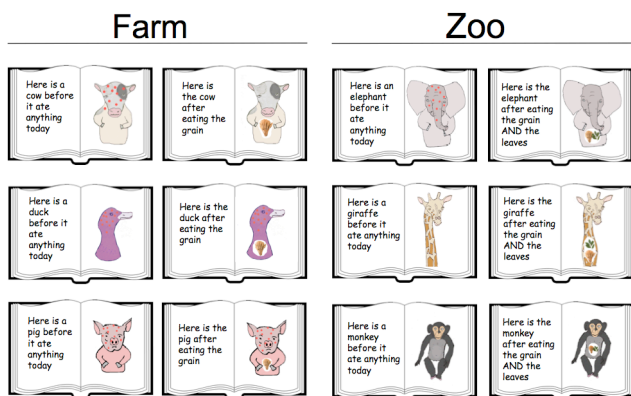 Farm
Zoo
Here is a
cow before
it ate
anything
today
Here is
the cow
after
eating the
grain
Here is an
elephant
before it
ate
anything
today
Here is the
elephant
after eating
the grain
AND the
leaves
Here is a
duck
before it
ate
anything
today
Here is
the duck after
eating the
grain
Here is a
giraffe
before it
ate
anything
today
Here is the
giraffe
after eating
the grain
AND the
leaves
Here is a
pig before
it ate
anything
today
Here is the
pig after
eating the
grain
Here is a
monkey
before it
ate anything
today
Here is the
monkey
after eating
the grain
AND the
leaves